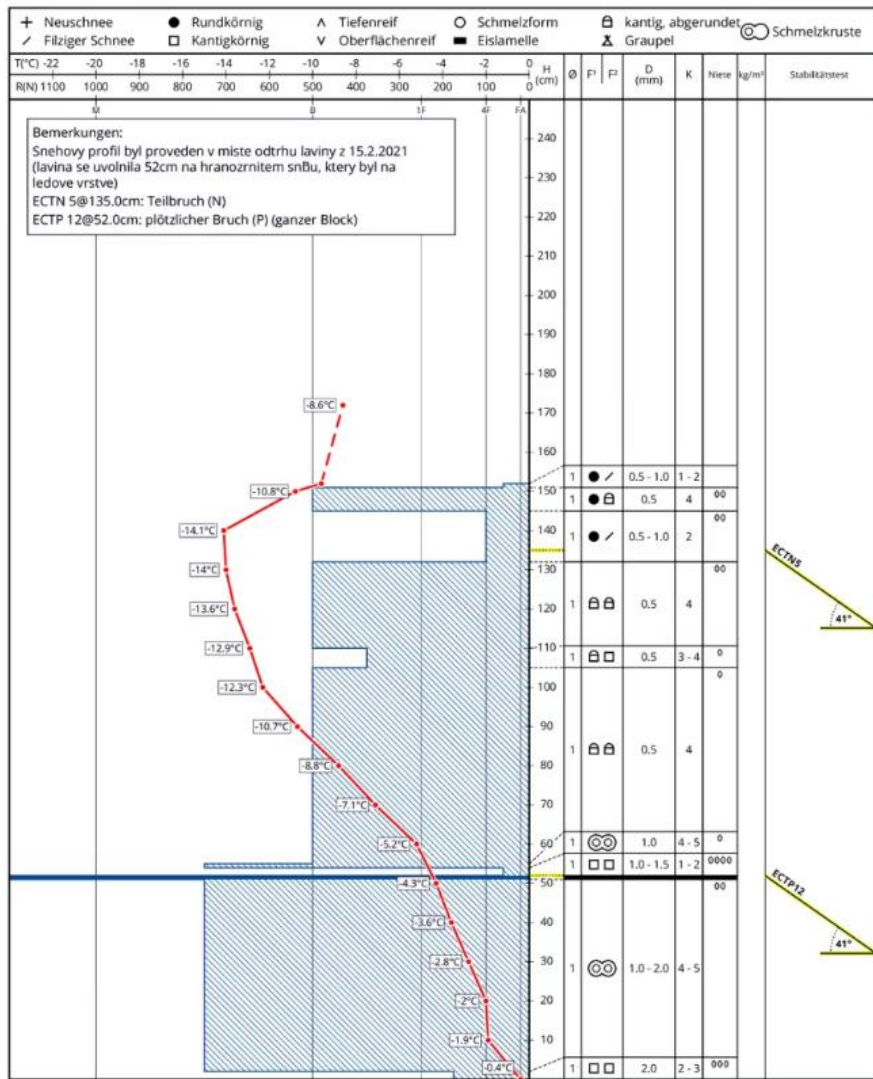 Neuschnee
Rundkörnig
Tiefenreif
Schmelzform
kantig, abgerundet
Schmelzkruste
Filziger Schnee
Kantigkörnig
Oberflächenreif
Eislamelle
Graupel
T(°C) -22 -20 -18 -16 -14 -12 -10 -8 -6 -4 -2 0
R(N) 1100 1000 900 800 700 600 500 400 300 200 100 0
H (cm)
Ø
F¹
F²
D (mm)
K
Niese
kg/m³
Stabilitätstest
M B 1F 4F FA
Bemerkungen:
Snehovy profil byl proveden v miste odtrhu laviny z 15.2.2021
(lavina se uvolnila 52cm na hranozrnitem snBu, ktery byl na
ledove vrstve)
ECTN 5@135.0cm: Teilbruch (N)
ECTP 12@52.0cm: plötzlicher Bruch (P) (ganzer Block)
240
230
220
210
200
190
180
-8.6°C 170
160
1 / 0.5 - 1.0 1 - 2
-10.8°C 150 1 0.5 4 00
-14.1°C 140 1 / 0.5 - 1.0 2 00
ECTN5
-14°C 130 00
-13.6°C 120 1 0.5 4
41°
-12.9°C 110 1 0.5 3 - 4 0
-12.3°C 100 0
-10.7°C 90 1 0.5 4
-8.8°C 80
-7.1°C 70
-5.2°C 60 1 1.0 4 - 5 0
1 1.0 - 1.5 1 - 2 0000
ECTP12
-4.3°C 50 00
-3.6°C 40
41°
-2.8°C 30 1 1.0 - 2.0 4 - 5
-2°C 20
-1.9°C 10
-0.4°C 1 2.0 2 - 3 000